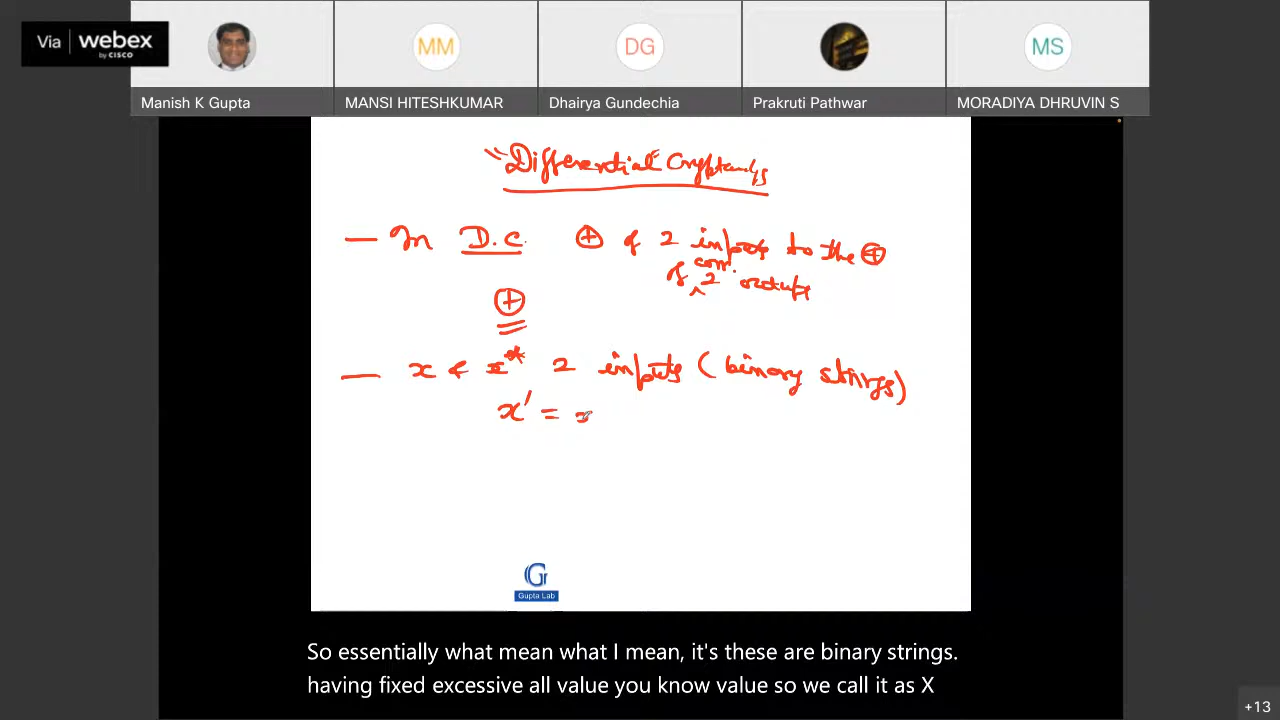 Via webex
by CISCO
MM
DG
MS
Manish K Gupta
MANSI HITESHKUMAR
Dhairya Gundechia
Prakruti Pathwar
MORADIYA DHRUVIN S
"Differential" Cryptanalys
— In D.C. ⊕ of 2 inputs to the ⊕
of corr. 2 outputs
⊕
— x & x* 2 inputs (binary strings)
x' = x
G
Gupta Lab
So essentially what mean what I mean, it's these are binary strings.
having fixed excessive all value you know value so we call it as X
+13